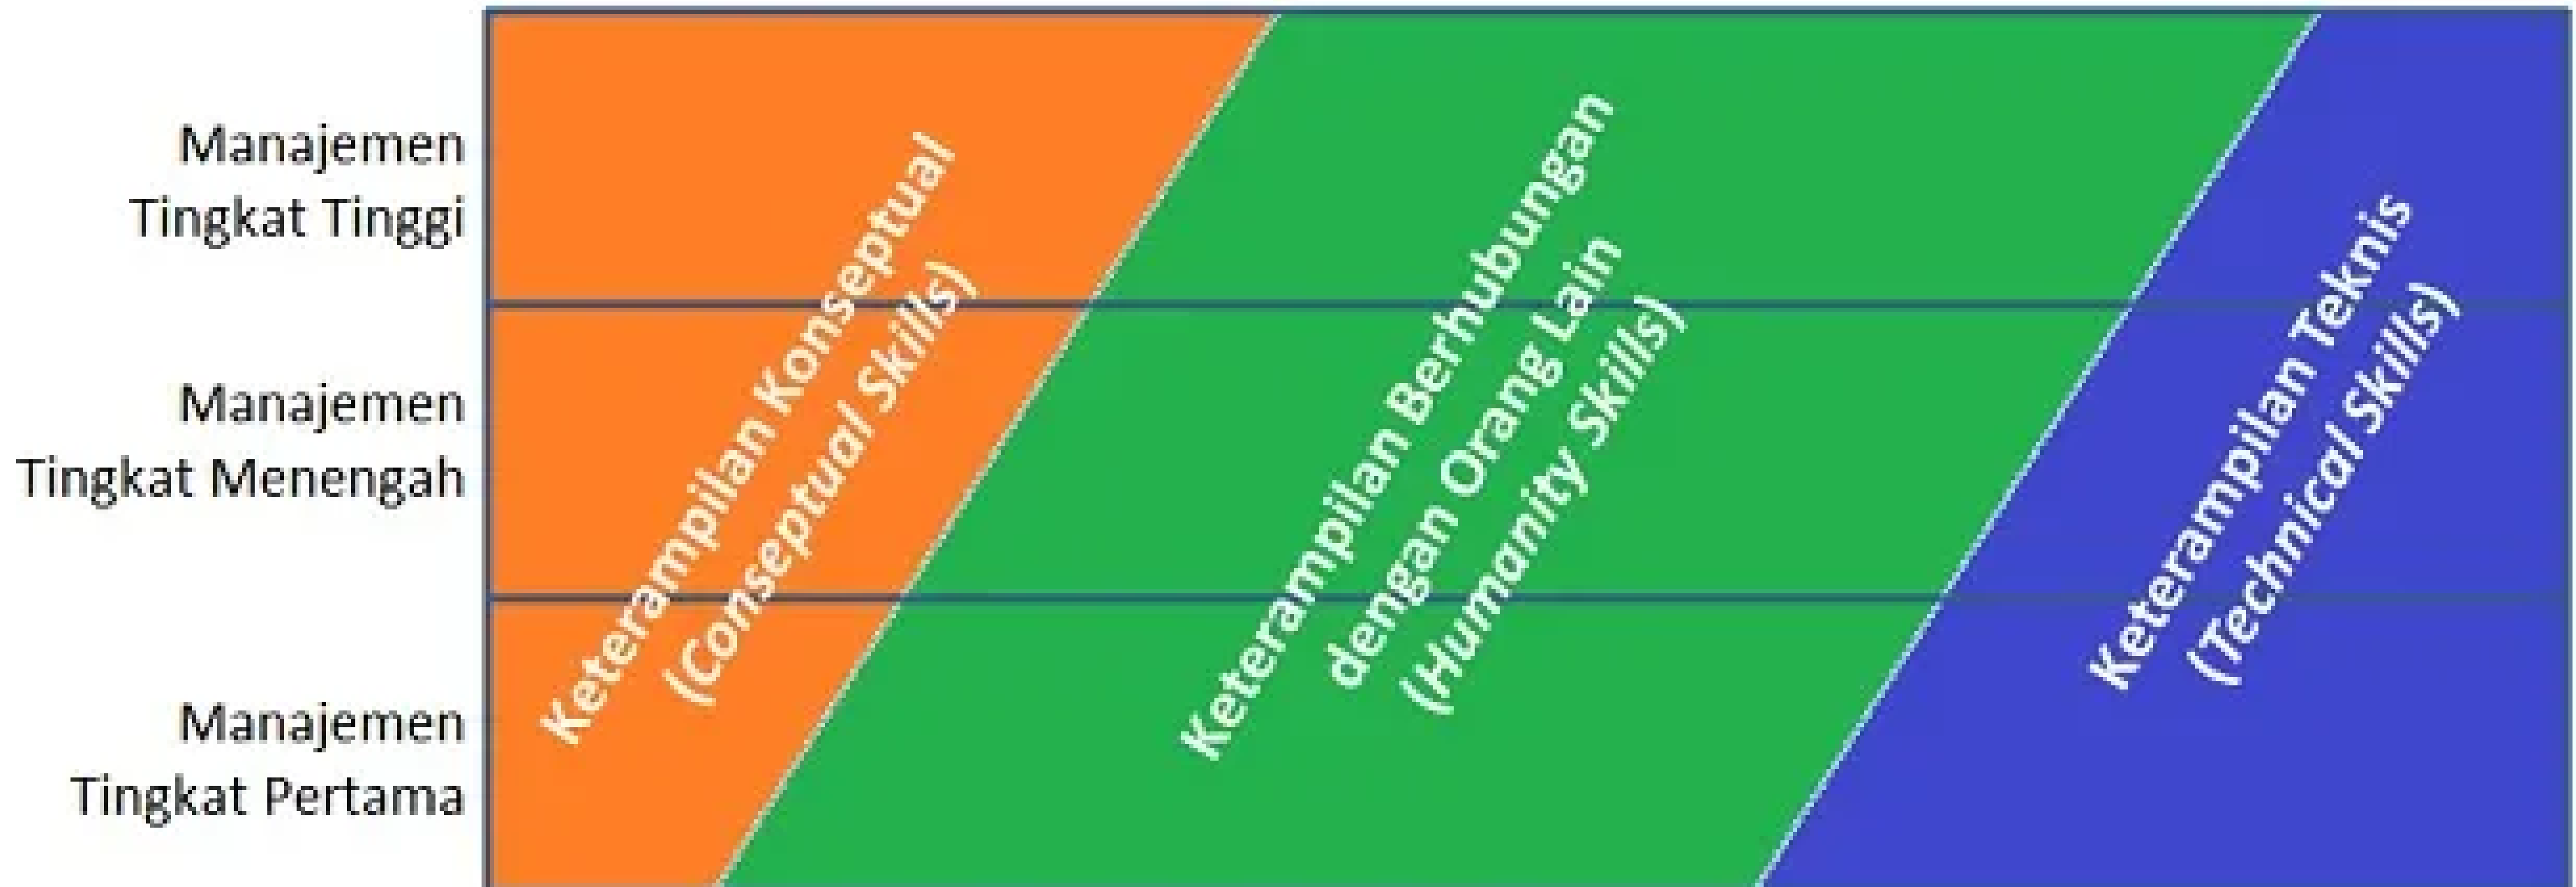 Manajemen
Tingkat Tinggi
Manajemen
Tingkat Menengah
Manajemen
Tingkat Pertama
Keterampilan Konseptual
(Conseptual Skills)
Keterampilan Berhubungan
dengan Orang Lain
(Humanity Skills)
Keterampilan Teknis
(Technical Skills)